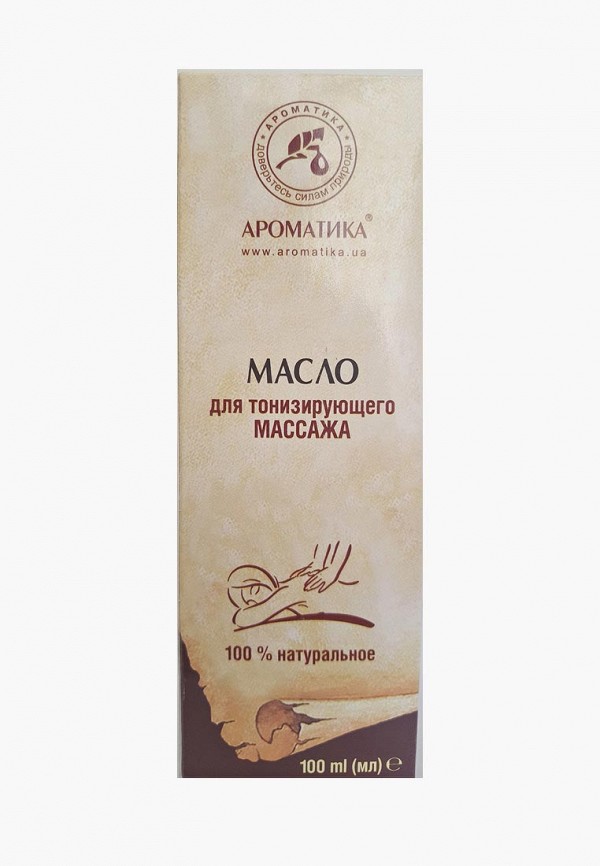 АРОМАТИКА
доверьтесь силам природы
АРОМАТИКА®
www.aromatika.ua
МАСЛО
для тонизирующего
МАССАЖА
100 % натуральное
100 ml (мл) ℮